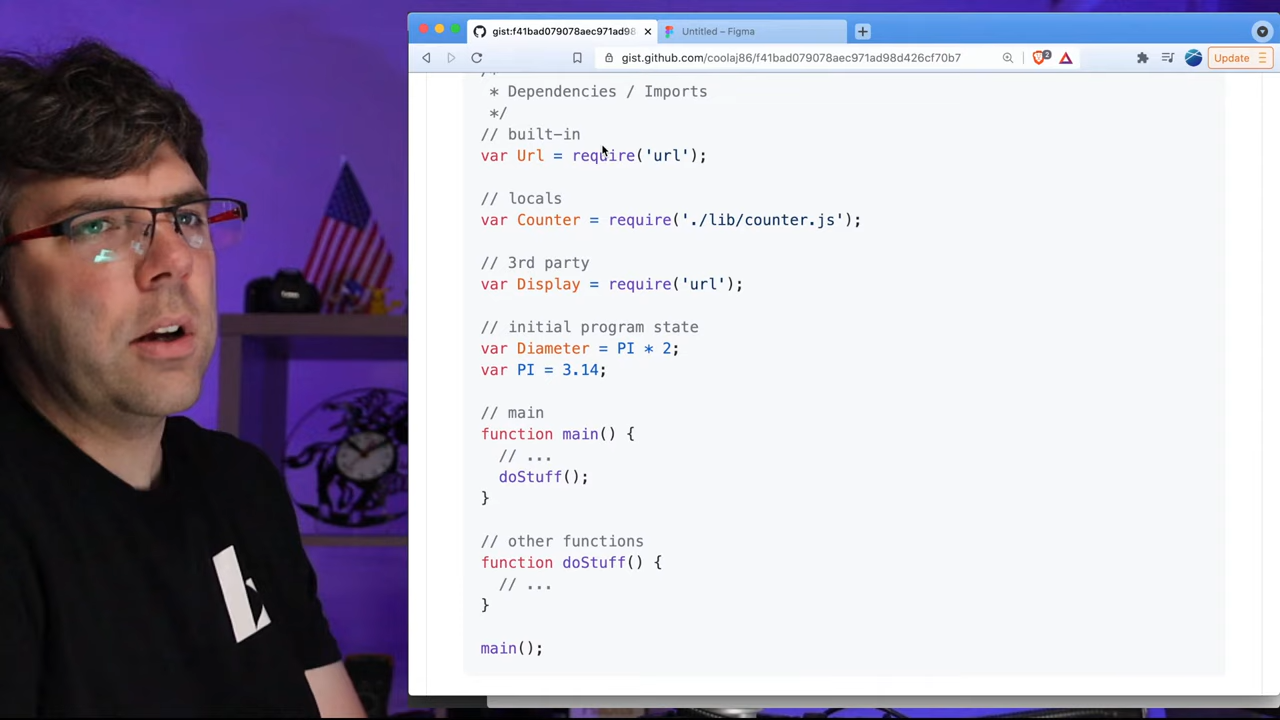 gist:f41bad079078aec971ad98
Untitled – Figma
gist.github.com/coolaj86/f41bad079078aec971ad98d426cf70b7
2
Update
* Dependencies / Imports
*/
// built-in
var Url = require('url');
// locals
var Counter = require('./lib/counter.js');
// 3rd party
var Display = require('url');
// initial program state
var Diameter = PI * 2;
var PI = 3.14;
// main
function main() {
// ...
doStuff();
}
// other functions
function doStuff() {
// ...
}
main();